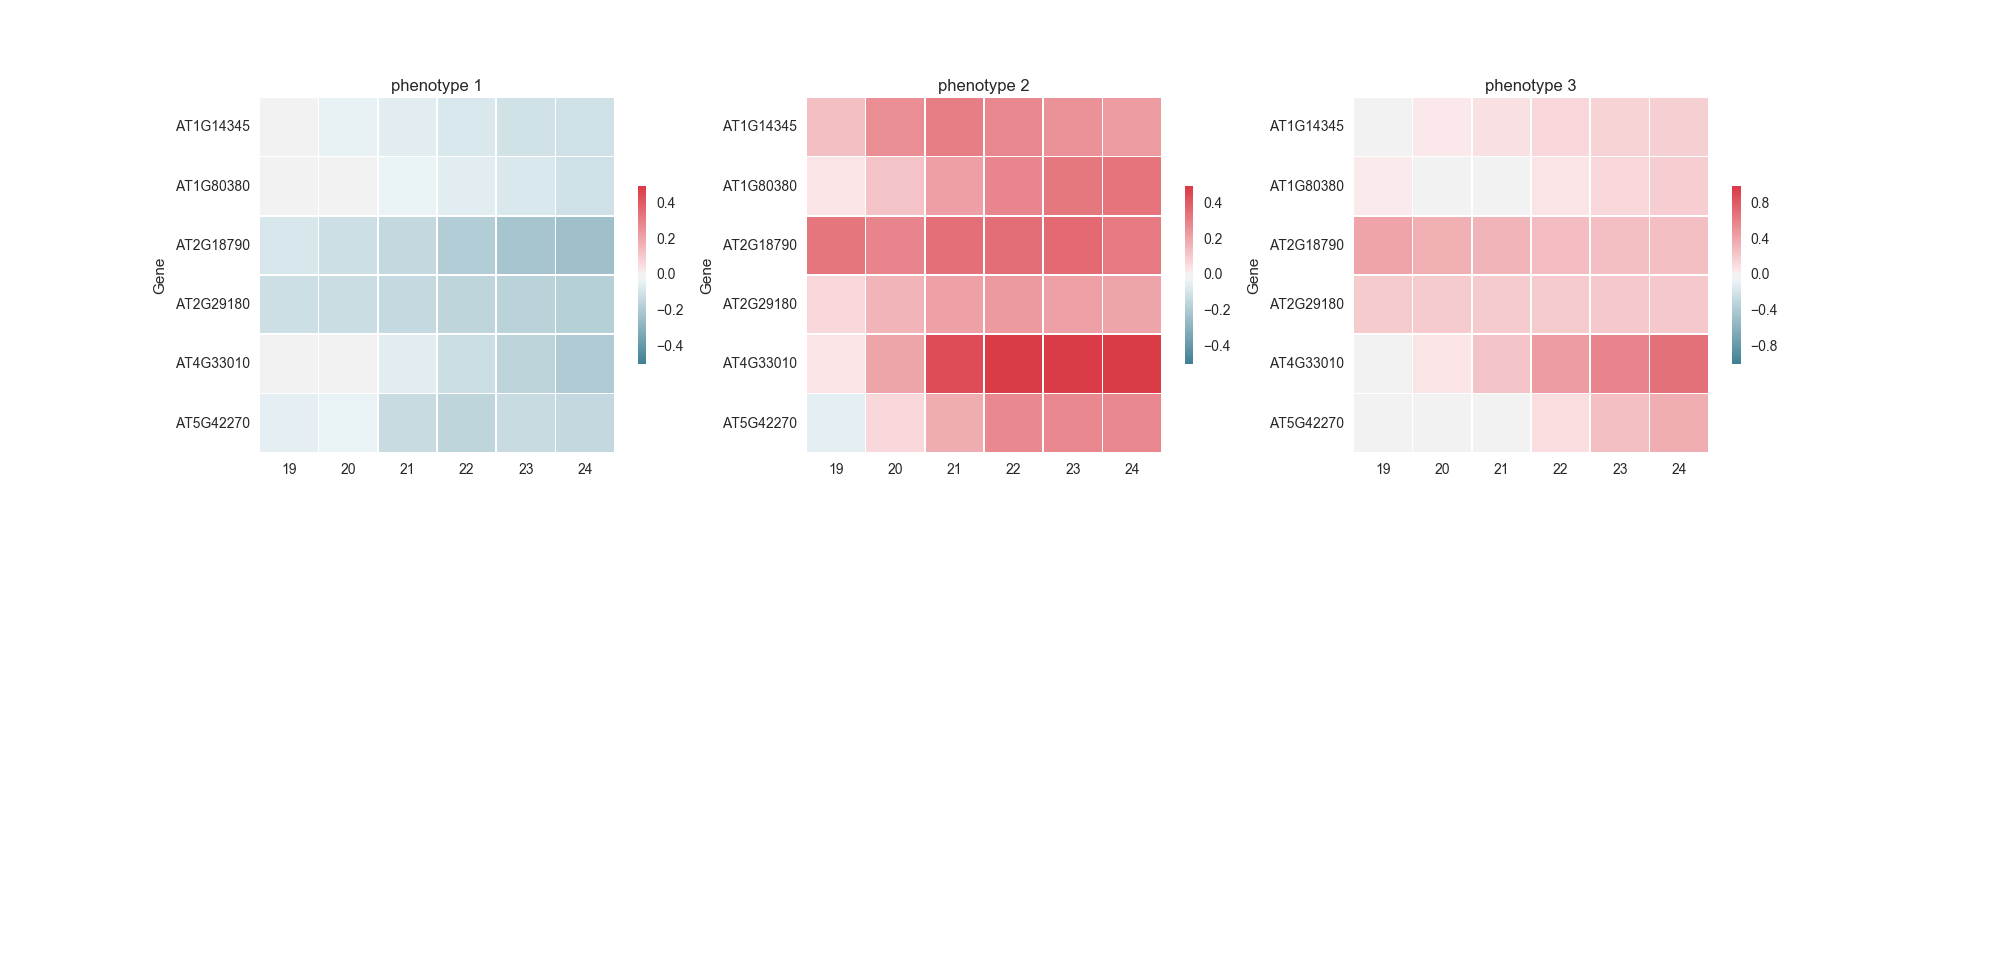 phenotype 1
Gene
AT1G14345
AT1G80380
AT2G18790
AT2G29180
AT4G33010
AT5G42270
19 20 21 22 23 24
0.4
0.2
0.0
−0.2
−0.4
phenotype 2
Gene
AT1G14345
AT1G80380
AT2G18790
AT2G29180
AT4G33010
AT5G42270
19 20 21 22 23 24
0.4
0.2
0.0
−0.2
−0.4
phenotype 3
Gene
AT1G14345
AT1G80380
AT2G18790
AT2G29180
AT4G33010
AT5G42270
19 20 21 22 23 24
0.8
0.4
0.0
−0.4
−0.8